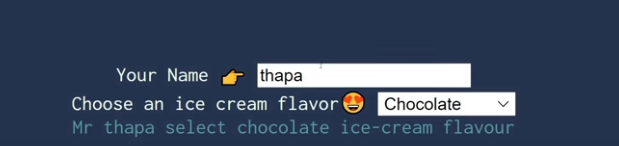 Your Name 👉 thapa
Choose an ice cream flavor😍 Chocolate
Mr thapa select chocolate ice-cream flavour